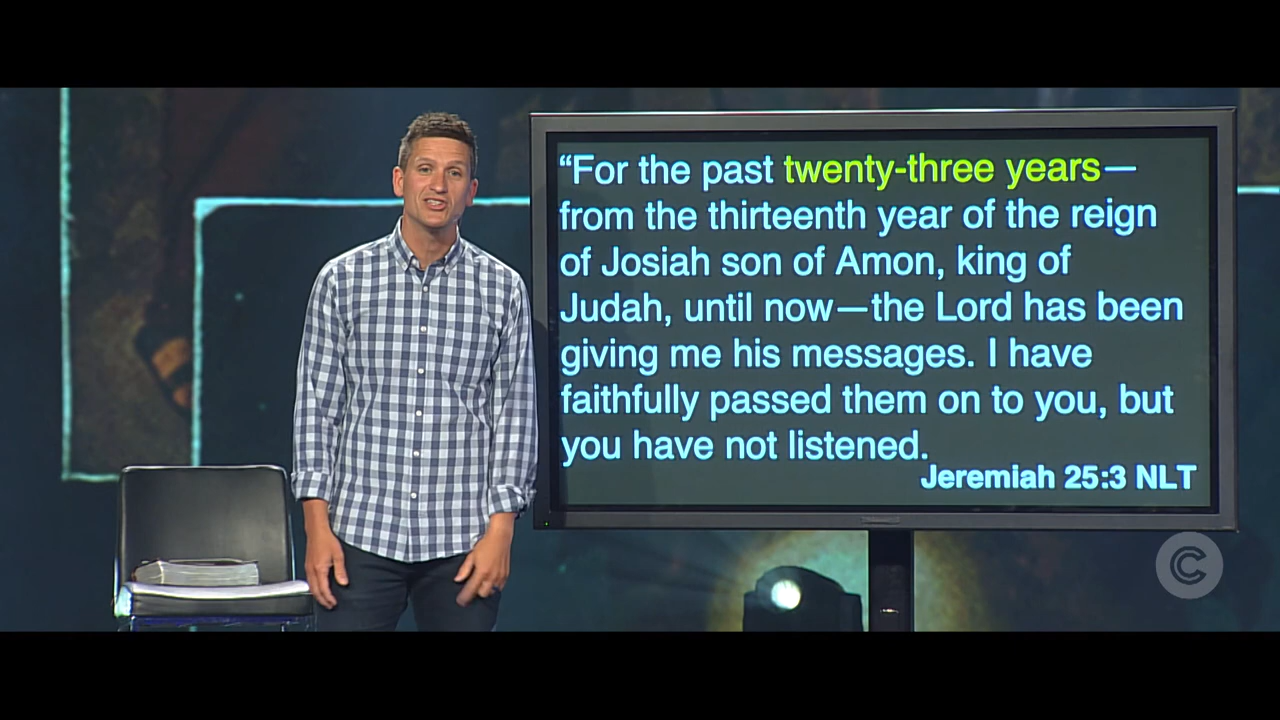 “For the past twenty-three years—
from the thirteenth year of the reign
of Josiah son of Amon, king of
Judah, until now—the Lord has been
giving me his messages. I have
faithfully passed them on to you, but
you have not listened.
Jeremiah 25:3 NLT
C